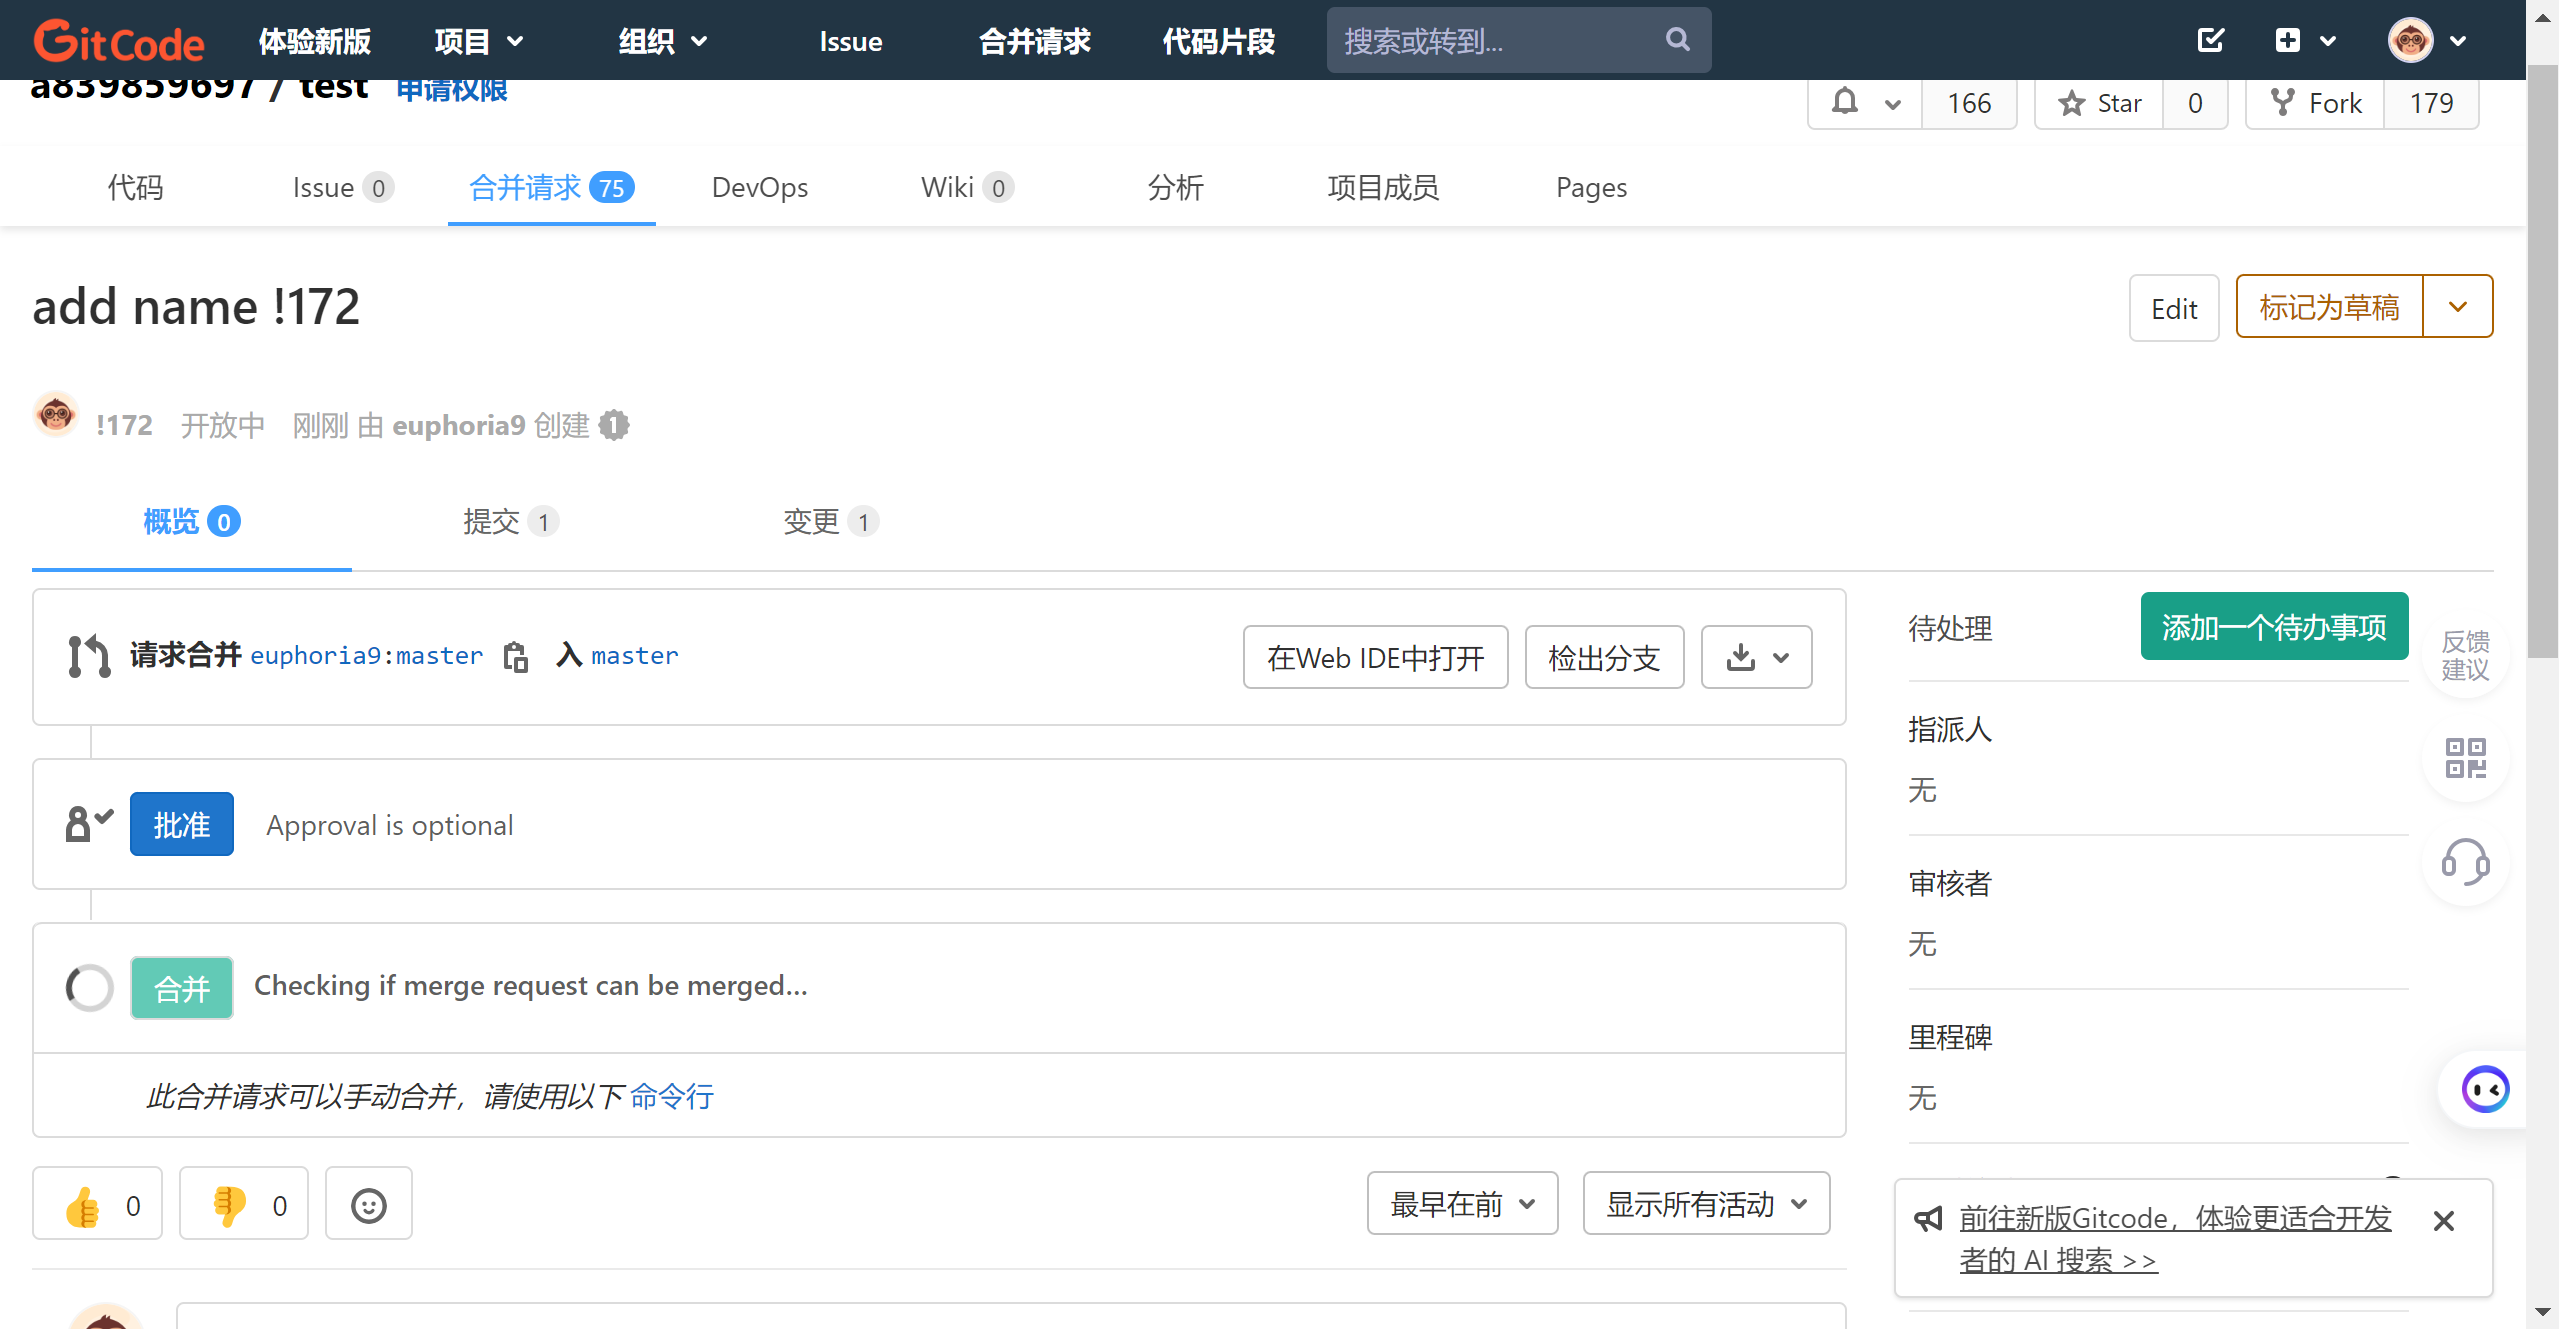 GitCode 体验新版 项目 组织 Issue 合并请求 代码片段 搜索或转到...
a839859697 / test 申请权限
166 Star 0 Fork 179
代码 Issue 0 合并请求 75 DevOps Wiki 0 分析 项目成员 Pages
add name !172
Edit 标记为草稿
!172 开放中 刚刚 由 euphoria9 创建 1
概览 0 提交 1 变更 1
请求合并 euphoria9:master 入 master 在Web IDE中打开 检出分支
批准 Approval is optional
合并 Checking if merge request can be merged...
此合并请求可以手动合并，请使用以下 命令行
0 0
最早在前 显示所有活动
待处理 添加一个待办事项
指派人
无
审核者
无
里程碑
无
反馈
建议
前往新版Gitcode，体验更适合开发
者的 AI 搜索 >>